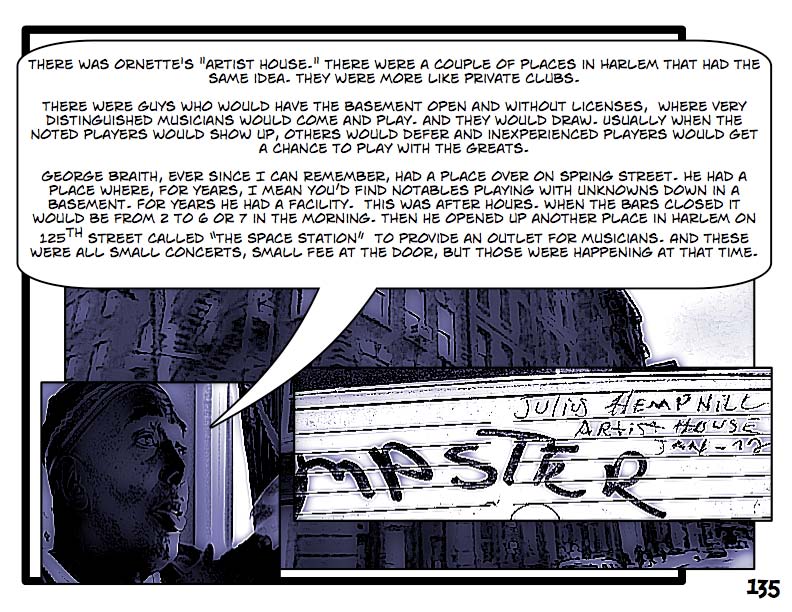 THERE WAS ORNETTE'S "ARTIST HOUSE." THERE WERE A COUPLE OF PLACES IN HARLEM THAT HAD THE
SAME IDEA. THEY WERE MORE LIKE PRIVATE CLUBS.
THERE WERE GUYS WHO WOULD HAVE THE BASEMENT OPEN AND WITHOUT LICENSES, WHERE VERY
DISTINGUISHED MUSICIANS WOULD COME AND PLAY. AND THEY WOULD DRAW. USUALLY WHEN THE
NOTED PLAYERS WOULD SHOW UP, OTHERS WOULD DEFER AND INEXPERIENCED PLAYERS WOULD GET
A CHANCE TO PLAY WITH THE GREATS.
GEORGE BRAITH, EVER SINCE I CAN REMEMBER, HAD A PLACE OVER ON SPRING STREET. HE HAD A
PLACE WHERE, FOR YEARS, I MEAN YOU'D FIND NOTABLES PLAYING WITH UNKNOWNS DOWN IN A
BASEMENT. FOR YEARS HE HAD A FACILITY. THIS WAS AFTER HOURS. WHEN THE BARS CLOSED IT
WOULD BE FROM 2 TO 6 OR 7 IN THE MORNING. THEN HE OPENED UP ANOTHER PLACE IN HARLEM ON
125TH STREET CALLED "THE SPACE STATION" TO PROVIDE AN OUTLET FOR MUSICIANS. AND THESE
WERE ALL SMALL CONCERTS, SMALL FEE AT THE DOOR, BUT THOSE WERE HAPPENING AT THAT TIME.
JULIUS HEMPHILL
ARTIST HOUSE
MPSTER
135